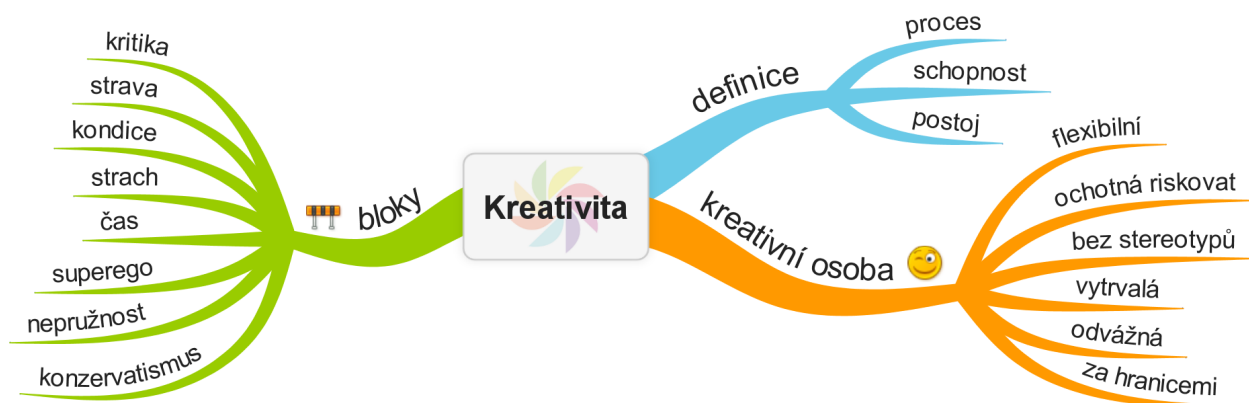 Kreativita
definice
proces
schopnost
postoj
kreativní osoba
flexibilní
ochotná riskovat
bez stereotypů
vytrvalá
odvážná
za hranicemi
bloky
kritika
strava
kondice
strach
čas
superego
nepružnost
konzervatismus